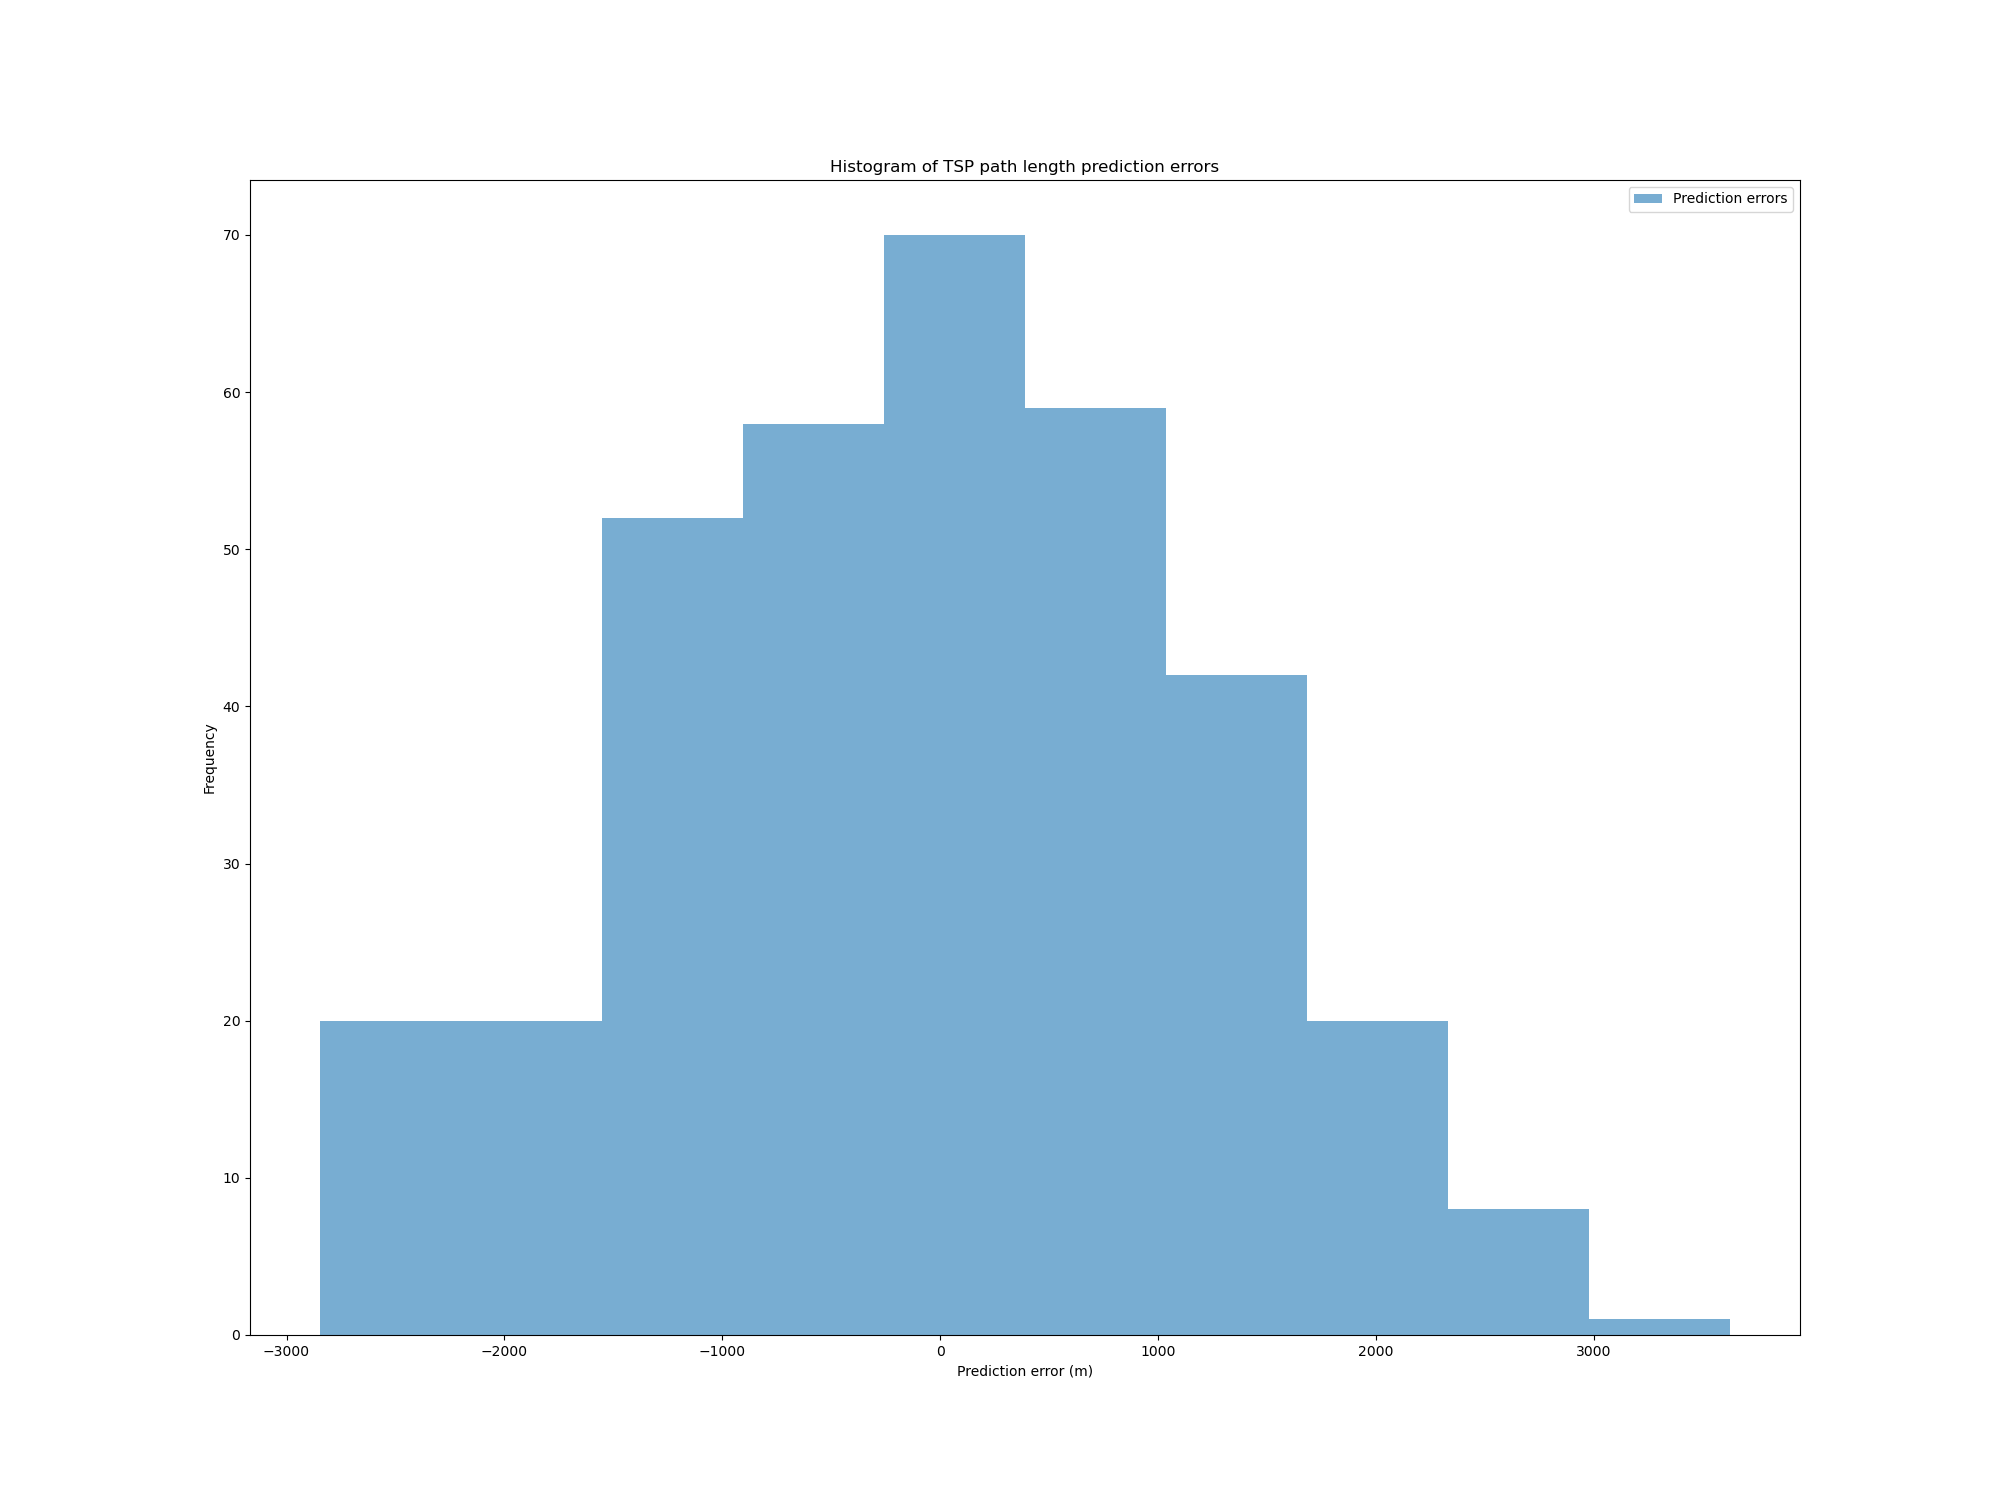 Histogram of TSP path length prediction errors
Prediction errors
70
60
50
40
30
20
10
0
Frequency
−3000 −2000 −1000 0 1000 2000 3000
Prediction error (m)